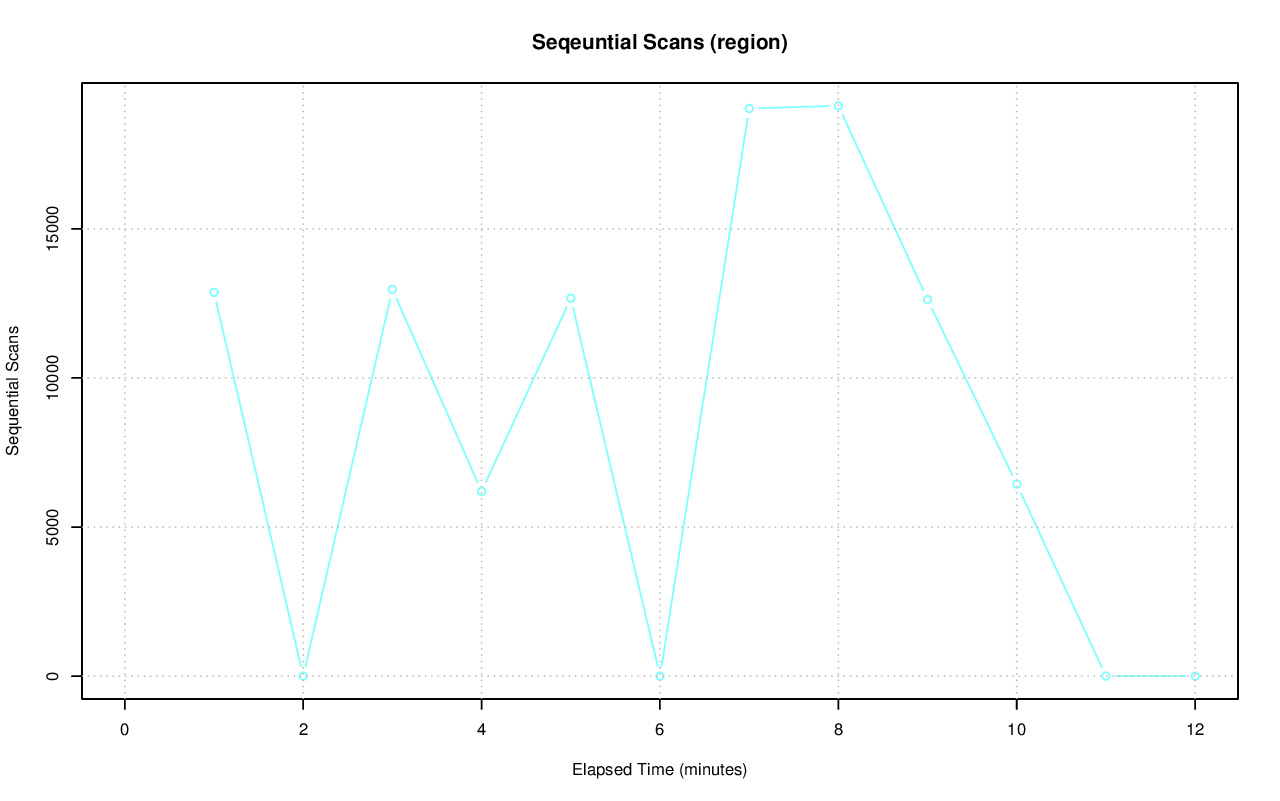 Seqeuntial Scans (region)
Sequential Scans
15000
10000
5000
0
0 2 4 6 8 10 12
Elapsed Time (minutes)